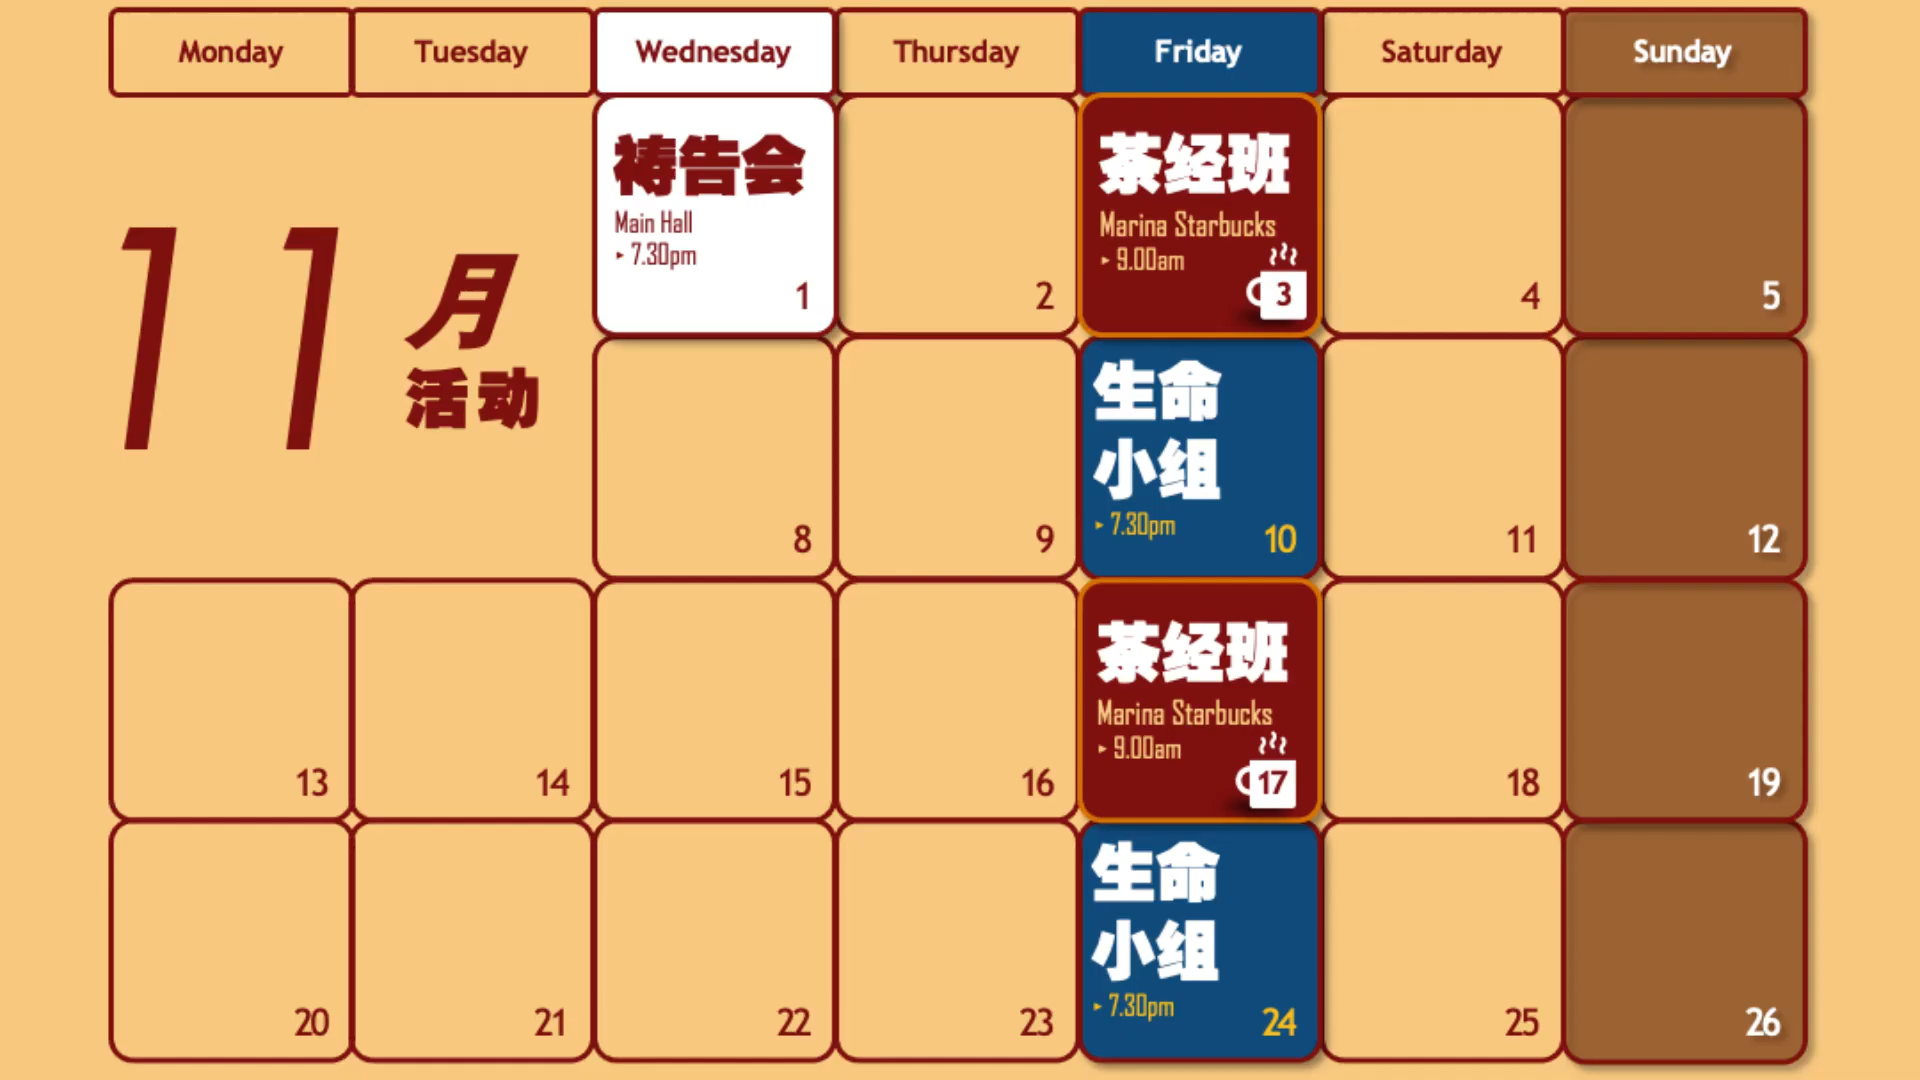 Monday
Tuesday
Wednesday
Thursday
Friday
Saturday
Sunday
11
月
活动
祷告会
Main Hall
▸ 7.30pm
1
2
茶经班
Marina Starbucks
▸ 9.00am
3
4
5
8
9
生命
小组
▸ 7.30pm
10
11
12
13
14
15
16
茶经班
Marina Starbucks
▸ 9.00am
17
18
19
20
21
22
23
生命
小组
▸ 7.30pm
24
25
26